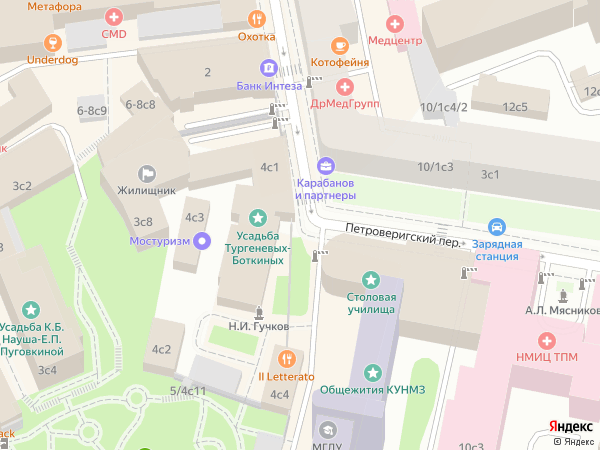 Метафора
CMD
Охотка
Underdog
Котофейня
Медцентр
2
Банк Интеза
ДрМедГрупп
6-8с9
6-8с8
10/1с4/2
12с5
3с2
Жилищник
4с1
Карабанов
и партнеры
10/1с3
3с1
3с8
4с3
Мостуризм
Усадьба
Тургеневых-
Боткиных
Петроверигский пер.
Зарядная
станция
Столовая
училища
А.Л. Мясников
Усадьба К.Б.
Науша-Е.П.
Пуговкиной
Н.И. Гучков
НМИЦ ТПМ
3с4
4с2
Il Letterato
5/4с11
4с4
Общежития КУНМЗ
МГЛУ
10с3
Яндекс
© Яндекс